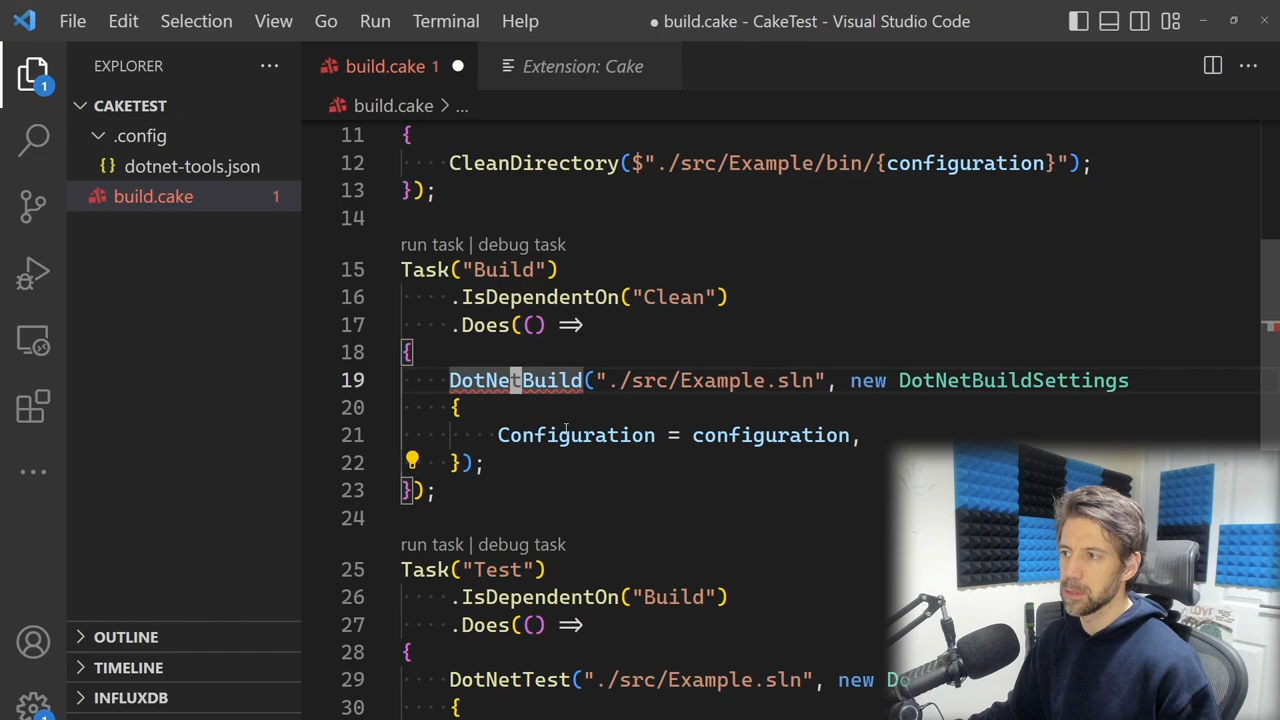 File Edit Selection View Go Run Terminal Help
● build.cake - CakeTest - Visual Studio Code
EXPLORER
CAKETEST
.config
{} dotnet-tools.json
build.cake 1
OUTLINE
TIMELINE
INFLUXDB
1
1
build.cake 1
Extension: Cake
build.cake > ...
11 {
12 CleanDirectory($"./src/Example/bin/{configuration}");
13 });
14
run task | debug task
15 Task("Build")
16 .IsDependentOn("Clean")
17 .Does(() =>
18 {
19 DotNetBuild("./src/Example.sln", new DotNetBuildSettings
20 {
21 Configuration = configuration,
22 });
23 });
24
run task | debug task
25 Task("Test")
26 .IsDependentOn("Build")
27 .Does(() =>
28 {
29 DotNetTest("./src/Example.sln", new
30 {